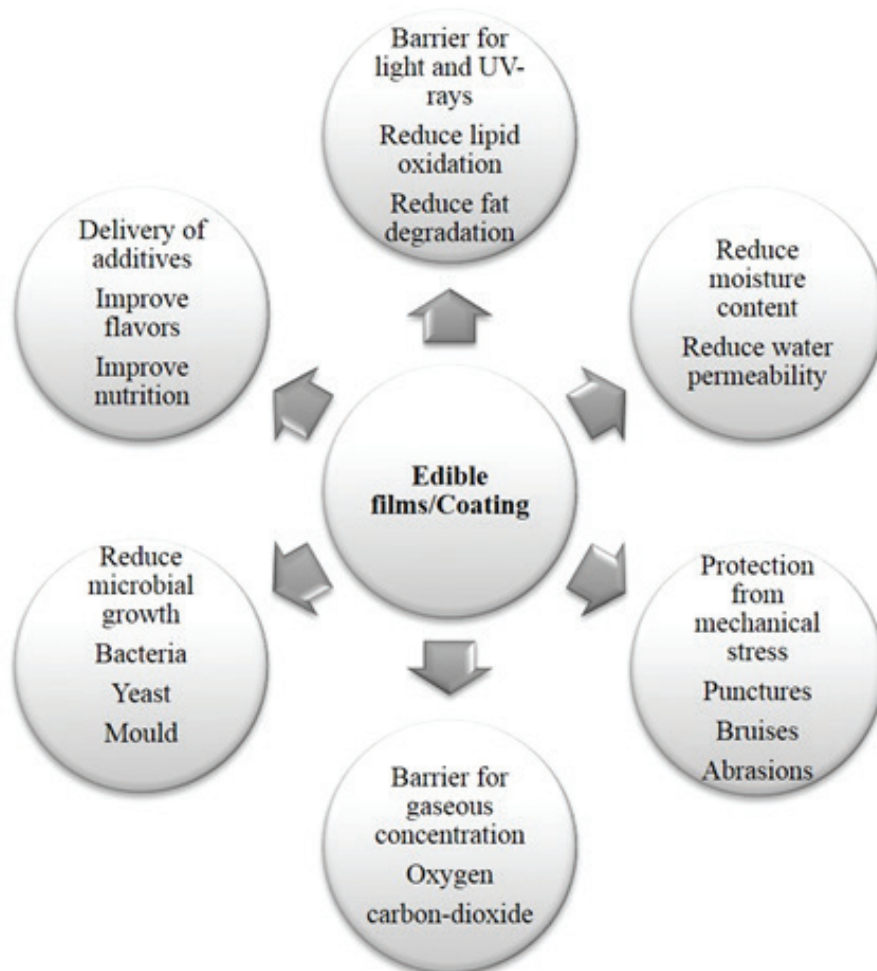 Barrier for
light and UV-
rays
Reduce lipid
oxidation
Reduce fat
degradation
Delivery of
additives
Improve
flavors
Improve
nutrition
Reduce
moisture
content
Reduce water
permeability
Edible
films/Coating
Reduce
microbial
growth
Bacteria
Yeast
Mould
Protection
from
mechanical
stress
Punctures
Bruises
Abrasions
Barrier for
gaseous
concentration
Oxygen
carbon-dioxide